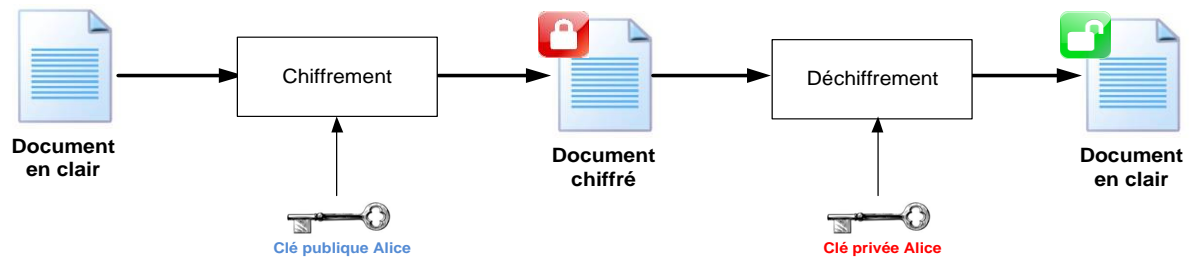 Document
en clair
Chiffrement
Clé publique Alice
Document
chiffré
Déchiffrement
Clé privée Alice
Document
en clair